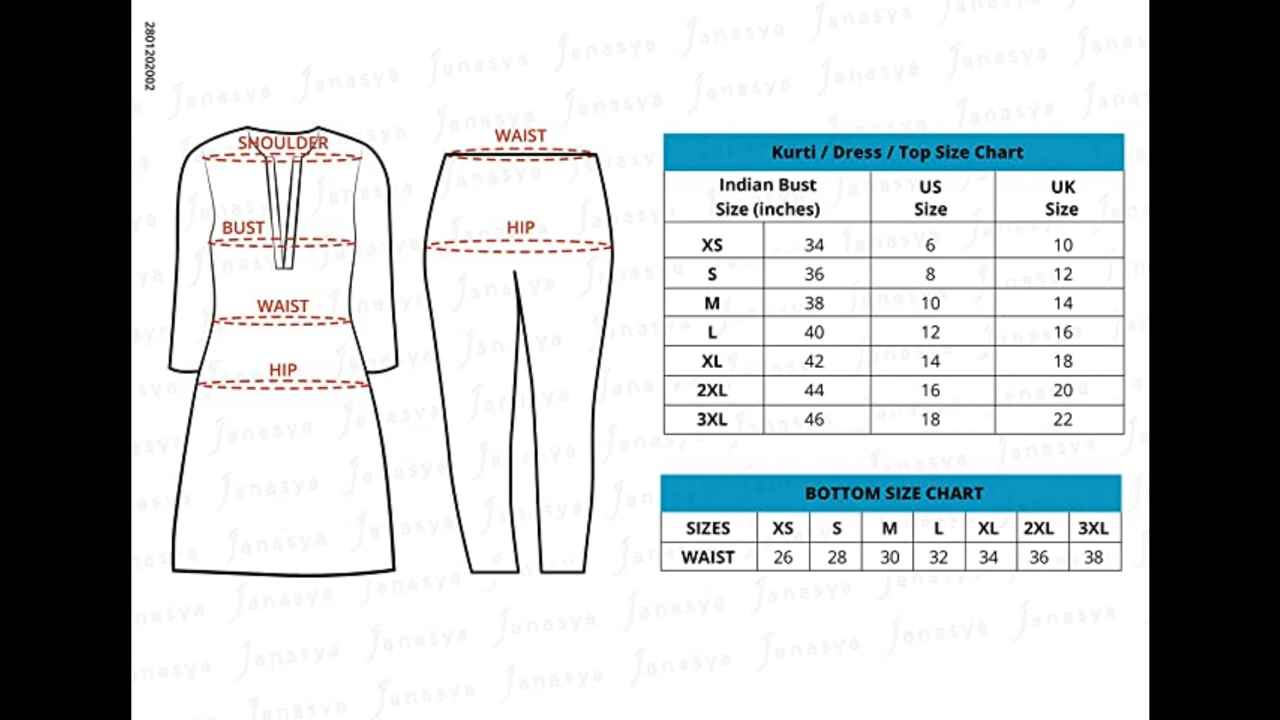 2801202002
SHOULDER
BUST
WAIST
HIP
WAIST
HIP
Kurti / Dress / Top Size Chart
Indian Bust Size (inches) US Size UK Size
XS 34 6 10
S 36 8 12
M 38 10 14
L 40 12 16
XL 42 14 18
2XL 44 16 20
3XL 46 18 22
BOTTOM SIZE CHART
SIZES XS S M L XL 2XL 3XL
WAIST 26 28 30 32 34 36 38
Janasya